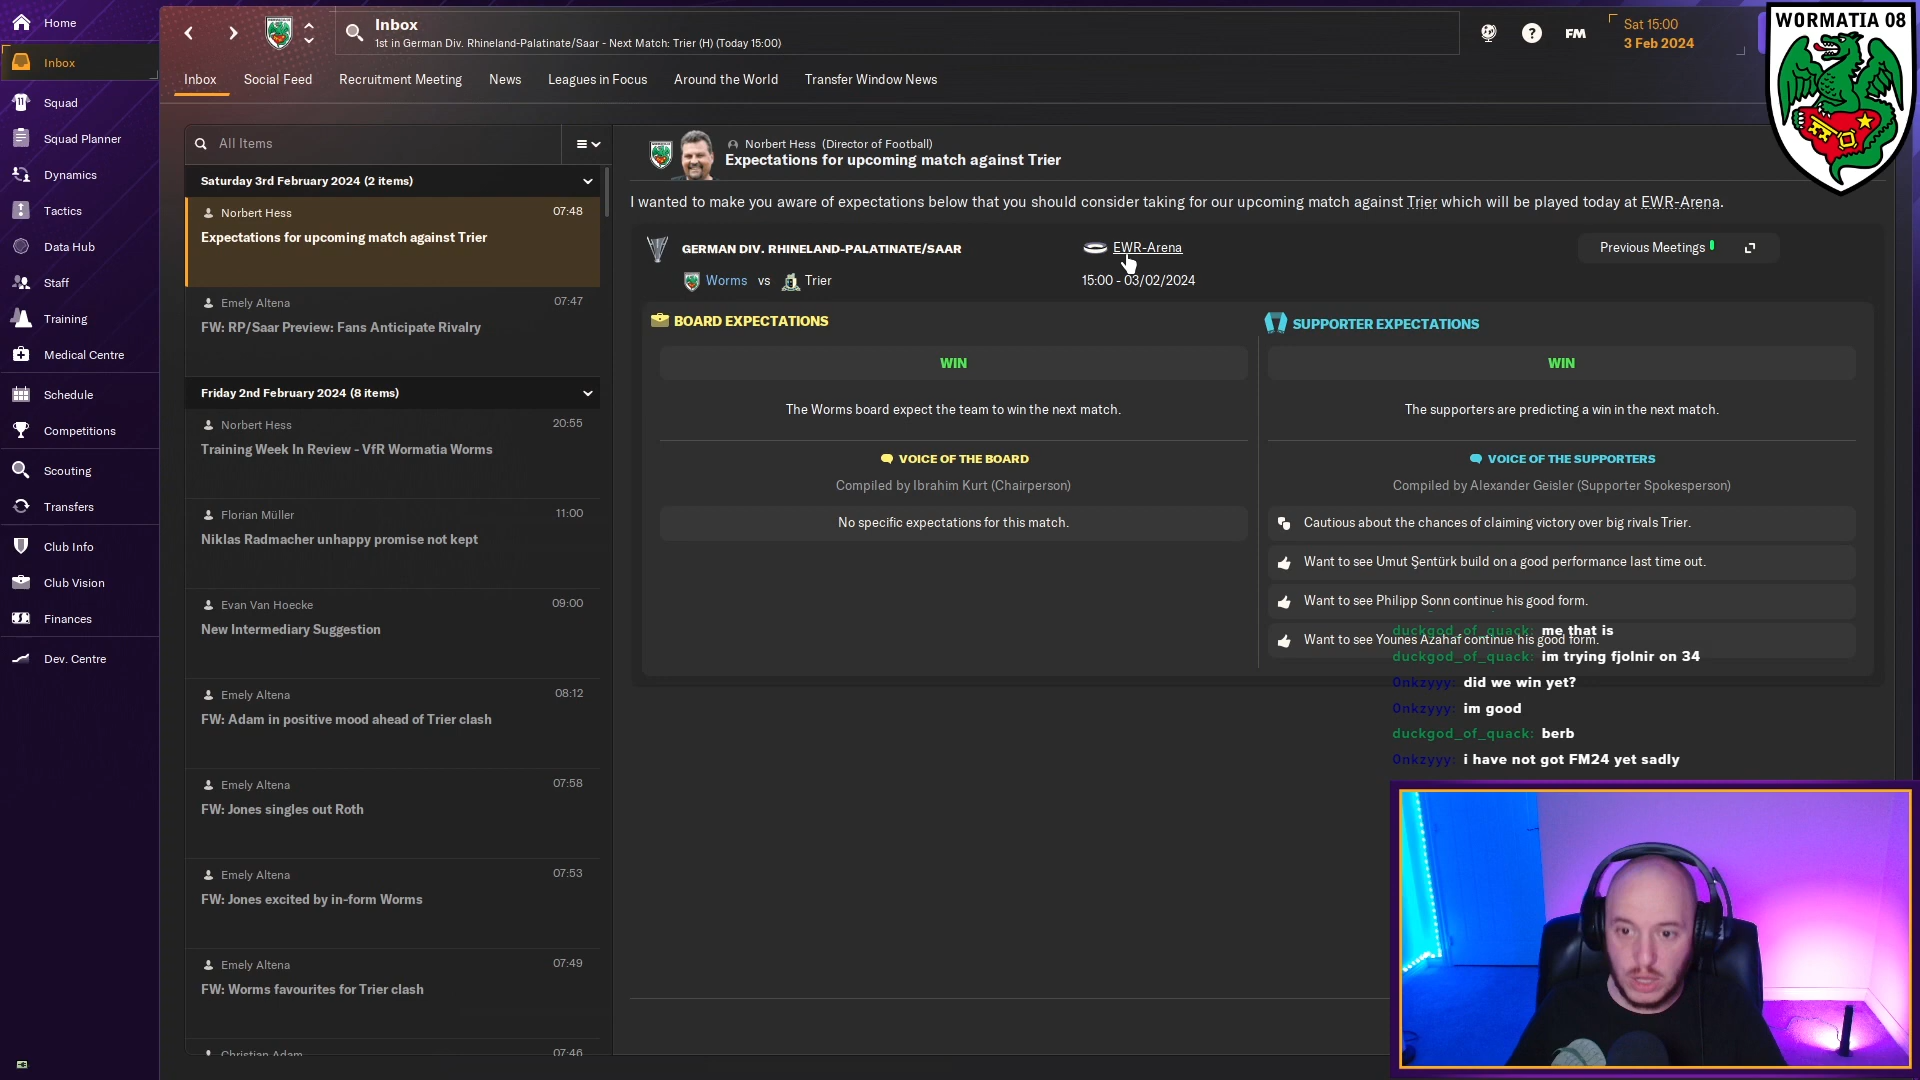 Home
Inbox
Squad
Squad Planner
Dynamics
Tactics
Data Hub
Staff
Training
Medical Centre
Schedule
Competitions
Scouting
Transfers
Club Info
Club Vision
Finances
Dev. Centre
Inbox
1st in German Div. Rhineland-Palatinate/Saar - Next Match: Trier (H) (Today 15:00)
FM
Sat 15:00
3 Feb 2024
WORMATIA 08
Inbox Social Feed Recruitment Meeting News Leagues in Focus Around the World Transfer Window News
All Items
Saturday 3rd February 2024 (2 items)
Norbert Hess 07:48
Expectations for upcoming match against Trier
Emely Altena 07:47
FW: RP/Saar Preview: Fans Anticipate Rivalry
Friday 2nd February 2024 (8 items)
Norbert Hess 20:55
Training Week In Review - VfR Wormatia Worms
Florian Müller 11:00
Niklas Radmacher unhappy promise not kept
Evan Van Hoecke 09:00
New Intermediary Suggestion
Emely Altena 08:12
FW: Adam in positive mood ahead of Trier clash
Emely Altena 07:58
FW: Jones singles out Roth
Emely Altena 07:53
FW: Jones excited by in-form Worms
Emely Altena 07:49
FW: Worms favourites for Trier clash
Christian Adam 07:46
Norbert Hess (Director of Football)
Expectations for upcoming match against Trier
I wanted to make you aware of expectations below that you should consider taking for our upcoming match against Trier which will be played today at EWR-Arena.
GERMAN DIV. RHINELAND-PALATINATE/SAAR
EWR-Arena
Previous Meetings
Worms vs Trier
15:00 - 03/02/2024
BOARD EXPECTATIONS
WIN
The Worms board expect the team to win the next match.
VOICE OF THE BOARD
Compiled by Ibrahim Kurt (Chairperson)
No specific expectations for this match.
SUPPORTER EXPECTATIONS
WIN
The supporters are predicting a win in the next match.
VOICE OF THE SUPPORTERS
Compiled by Alexander Geisler (Supporter Spokesperson)
Cautious about the chances of claiming victory over big rivals Trier.
Want to see Umut Şentürk build on a good performance last time out.
Want to see Philipp Sonn continue his good form.
Want to see Younes Azahaf continue his good form.
duckgod_of_quack: me that is
duckgod_of_quack: im trying fjolnir on 34
0nkzyyy: did we win yet?
0nkzyyy: im good
duckgod_of_quack: berb
0nkzyyy: i have not got FM24 yet sadly